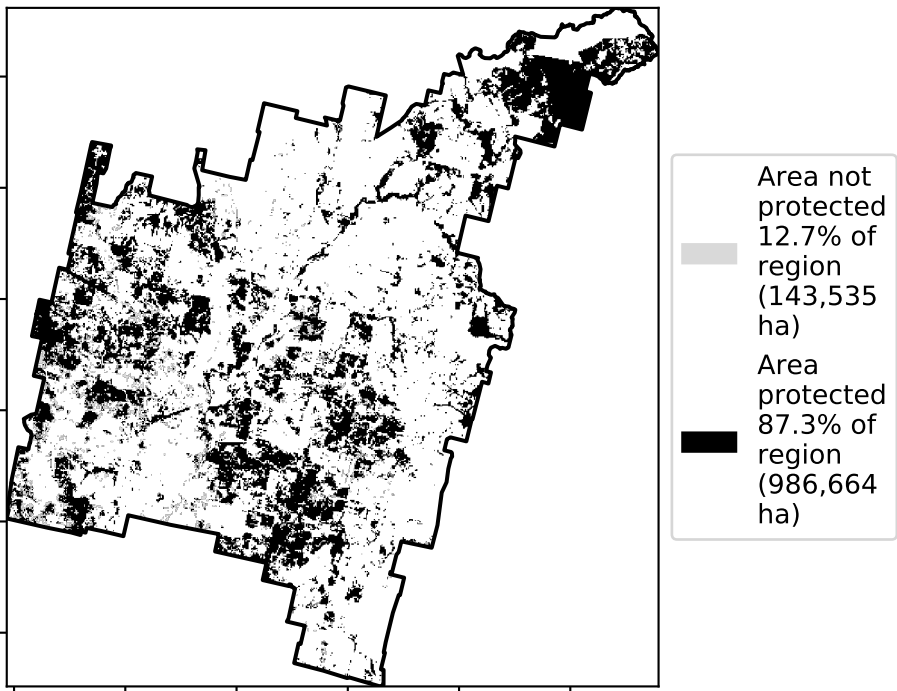 Area not
protected
12.7% of
region
(143,535
ha)
Area
protected
87.3% of
region
(986,664
ha)